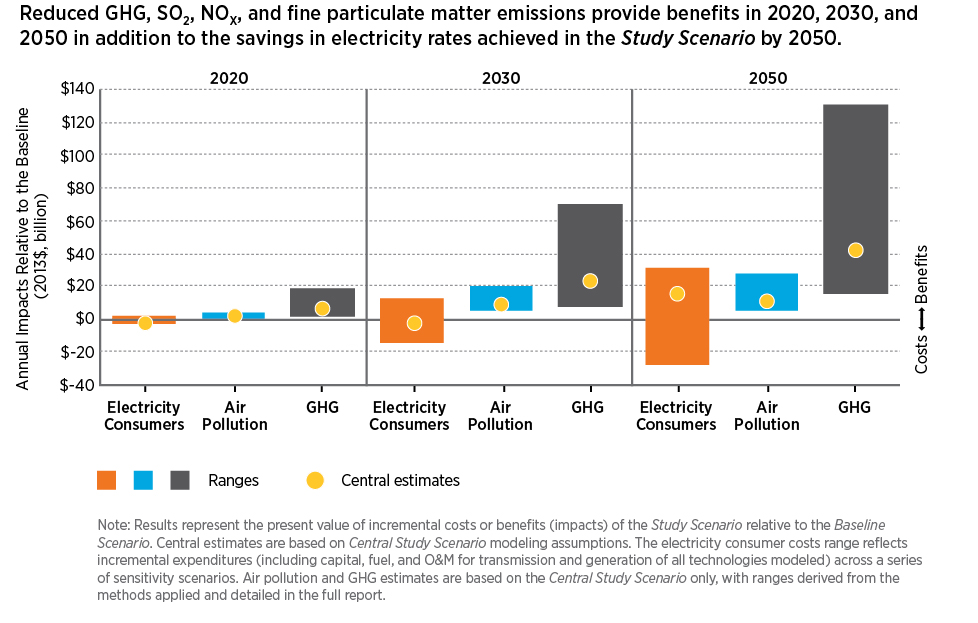 Reduced GHG, SO2, NOX, and fine particulate matter emissions provide benefits in 2020, 2030, and
2050 in addition to the savings in electricity rates achieved in the Study Scenario by 2050.
2020 2030 2050
Annual Impacts Relative to the Baseline
(2013$, billion)
$140
$120
$100
$80
$60
$40
$20
$0
$-20
$-40
Costs Benefits
Electricity Consumers
Air Pollution
GHG
Electricity Consumers
Air Pollution
GHG
Electricity Consumers
Air Pollution
GHG
Ranges Central estimates
Note: Results represent the present value of incremental costs or benefits (impacts) of the Study Scenario relative to the Baseline
Scenario. Central estimates are based on Central Study Scenario modeling assumptions. The electricity consumer costs range reflects
incremental expenditures (including capital, fuel, and O&M for transmission and generation of all technologies modeled) across a series
of sensitivity scenarios. Air pollution and GHG estimates are based on the Central Study Scenario only, with ranges derived from the
methods applied and detailed in the full report.